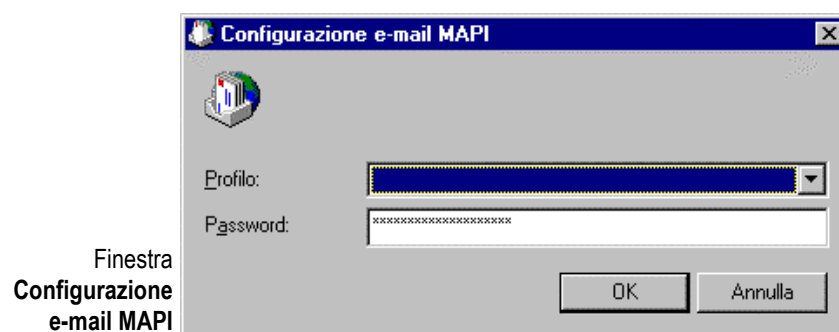 Configurazione e-mail MAPI
Profilo:
Password:
********************
OK Annulla
Finestra
Configurazione
e-mail MAPI